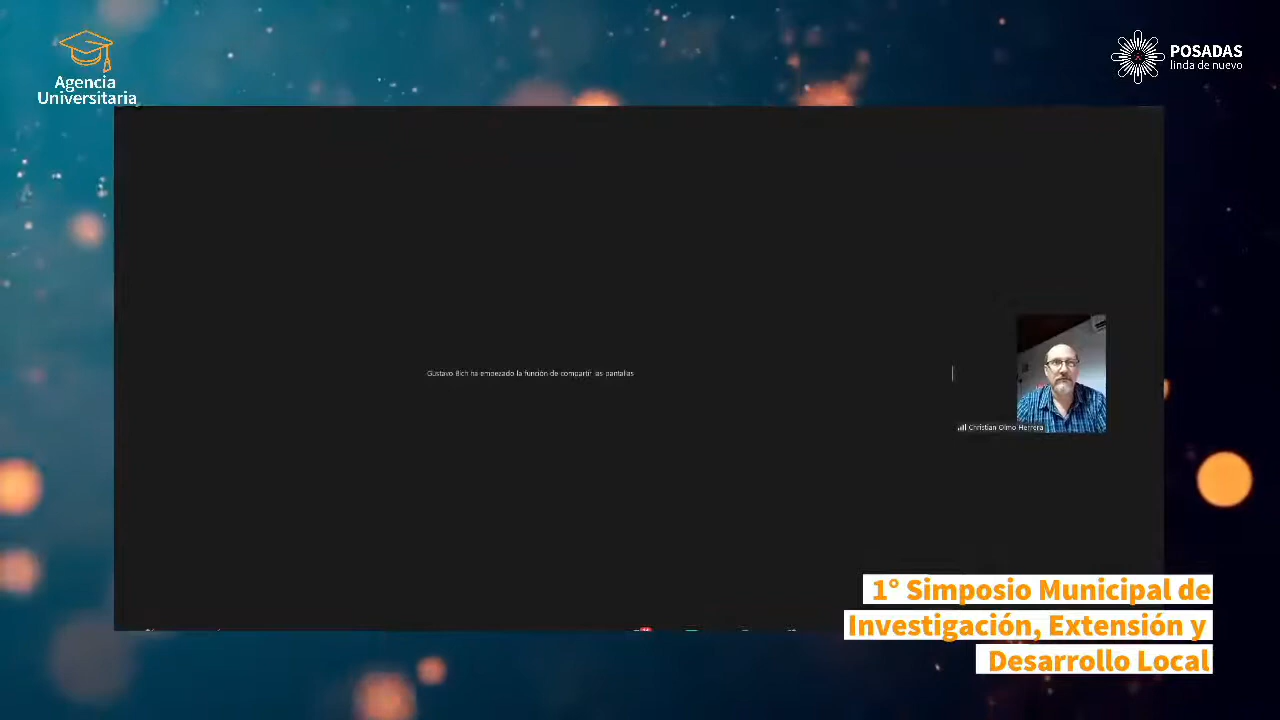 Agencia
Universitaria
POSADAS
linda de nuevo
Gustavo Bich ha empezado la función de compartir las pantallas
Christian Olmo Herrera
1° Simposio Municipal de
Investigación, Extensión y
Desarrollo Local